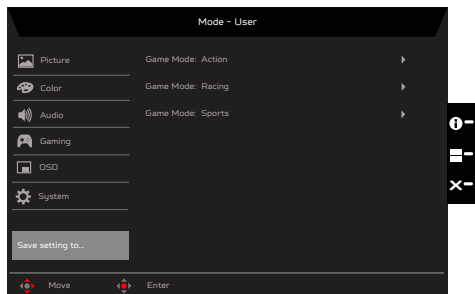 Mode - User
Picture
Color
Audio
Gaming
OSD
System
Save setting to...
Game Mode: Action
Game Mode: Racing
Game Mode: Sports
Move
Enter